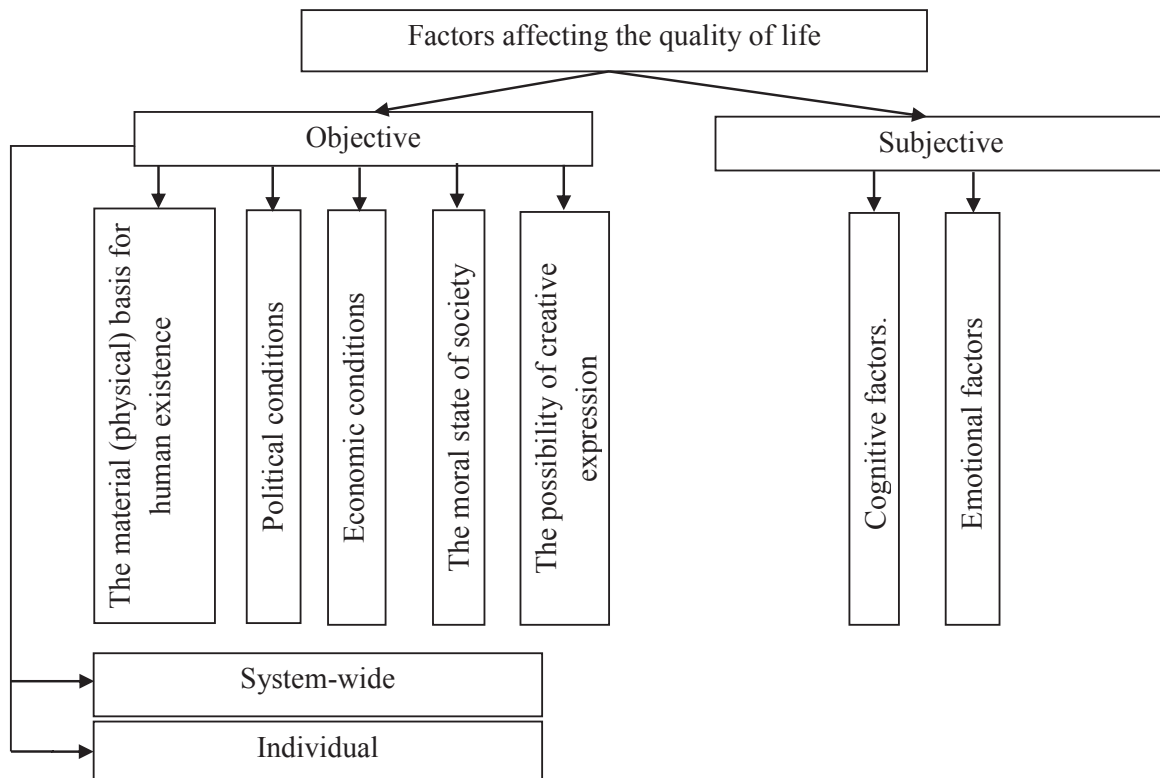 Factors affecting the quality of life
Objective
Subjective
The material (physical) basis for
human existence
Political conditions
Economic conditions
The moral state of society
The possibility of creative
expression
Cognitive factors.
Emotional factors
System-wide
Individual